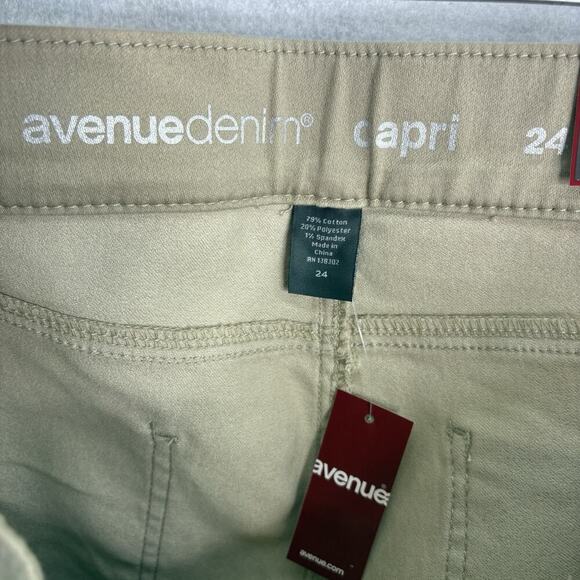 avenuedenim® capri 24
79% Cotton
20% Polyester
1% Spandex
Made in
China
RN 138302
24
avenue®
avenue.com